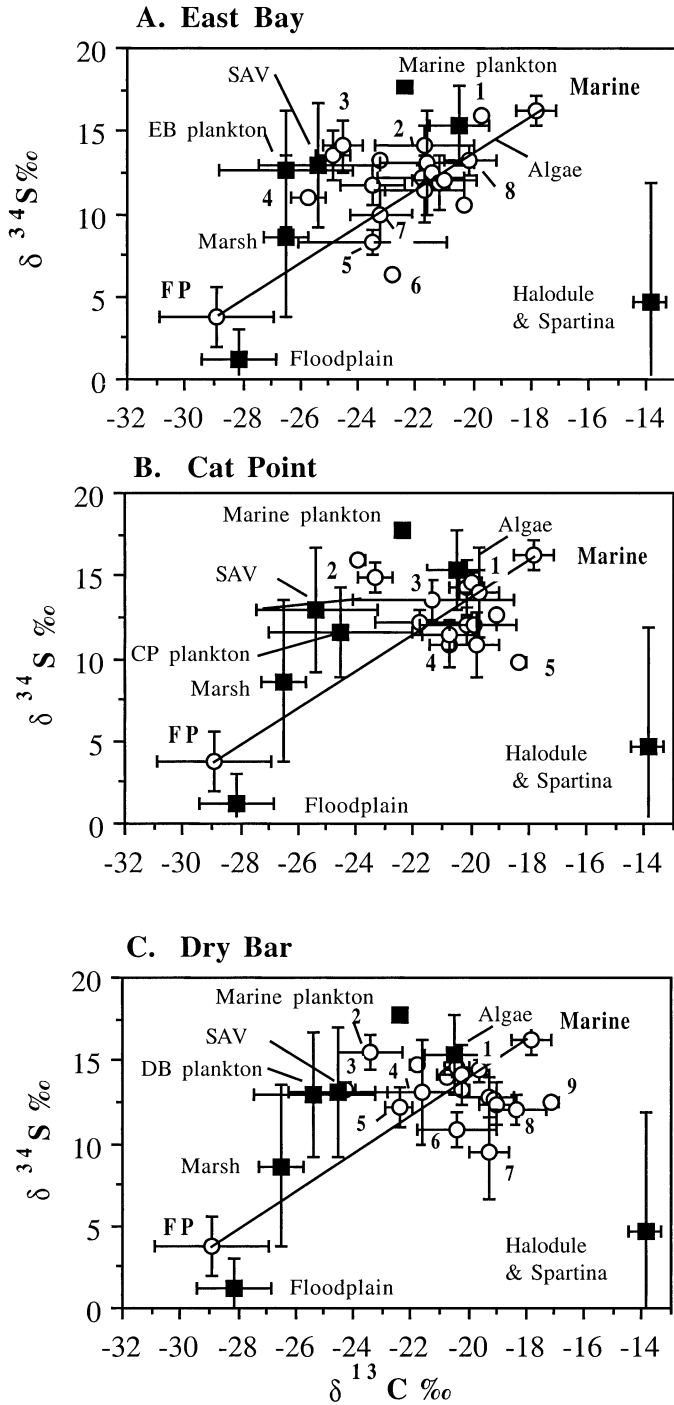 A. East Bay
20
Marine plankton
SAV
1
Marine
3
15
2
EB plankton
Algae
4
8
10
7
Marsh
5
6
FP
Halodule
& Spartina
5
Floodplain
0
-32 -30 -28 -26 -24 -22 -20 -18 -16 -14
δ 34 S‰
B. Cat Point
20
Marine plankton
Algae
Marine
2
1
15
SAV
3
CP plankton
4
5
10
Marsh
FP
Halodule
& Spartina
5
Floodplain
0
-32 -30 -28 -26 -24 -22 -20 -18 -16 -14
δ 34 S ‰
C. Dry Bar
20
Marine plankton
2
Algae
Marine
SAV
1
15
DB plankton
3
4
9
5
8
6
10
7
Marsh
FP
Halodule
& Spartina
5
Floodplain
0
-32 -30 -28 -26 -24 -22 -20 -18 -16 -14
δ 34 S ‰
δ 13 C ‰